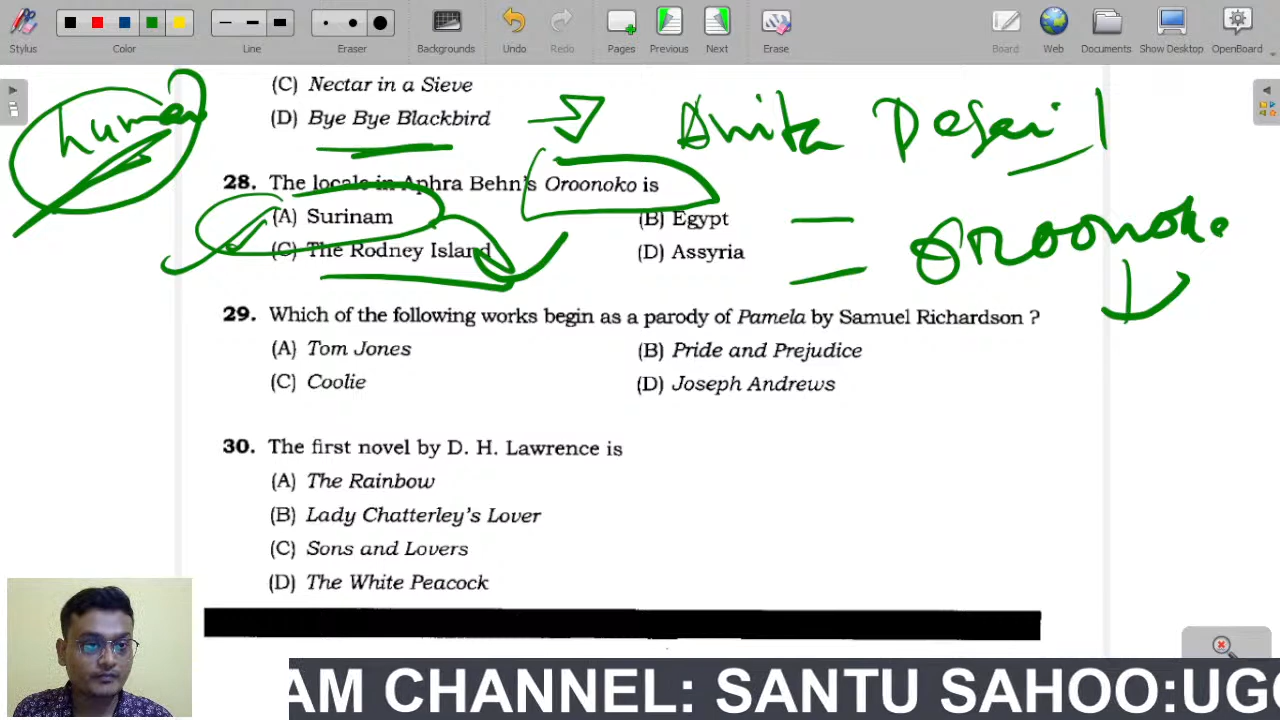 Stylus Color Line Eraser Backgrounds Undo Redo Pages Previous Next Erase Board Web Documents Show Desktop OpenBoard
(C) Nectar in a Sieve
(D) Bye Bye Blackbird
human
Anita Desai
28. The locale in Aphra Behn's Oroonoko is
(A) Surinam (B) Egypt
(C) The Rodney Island (D) Assyria
Oroonoko
29. Which of the following works begin as a parody of Pamela by Samuel Richardson ?
(A) Tom Jones (B) Pride and Prejudice
(C) Coolie (D) Joseph Andrews
30. The first novel by D. H. Lawrence is
(A) The Rainbow
(B) Lady Chatterley's Lover
(C) Sons and Lovers
(D) The White Peacock
AM CHANNEL: SANTU SAHOO:UG